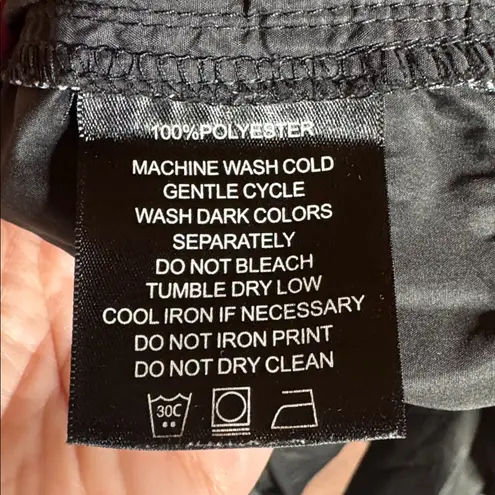 100%POLYESTER
MACHINE WASH COLD
GENTLE CYCLE
WASH DARK COLORS
SEPARATELY
DO NOT BLEACH
TUMBLE DRY LOW
COOL IRON IF NECESSARY
DO NOT IRON PRINT
DO NOT DRY CLEAN
30C